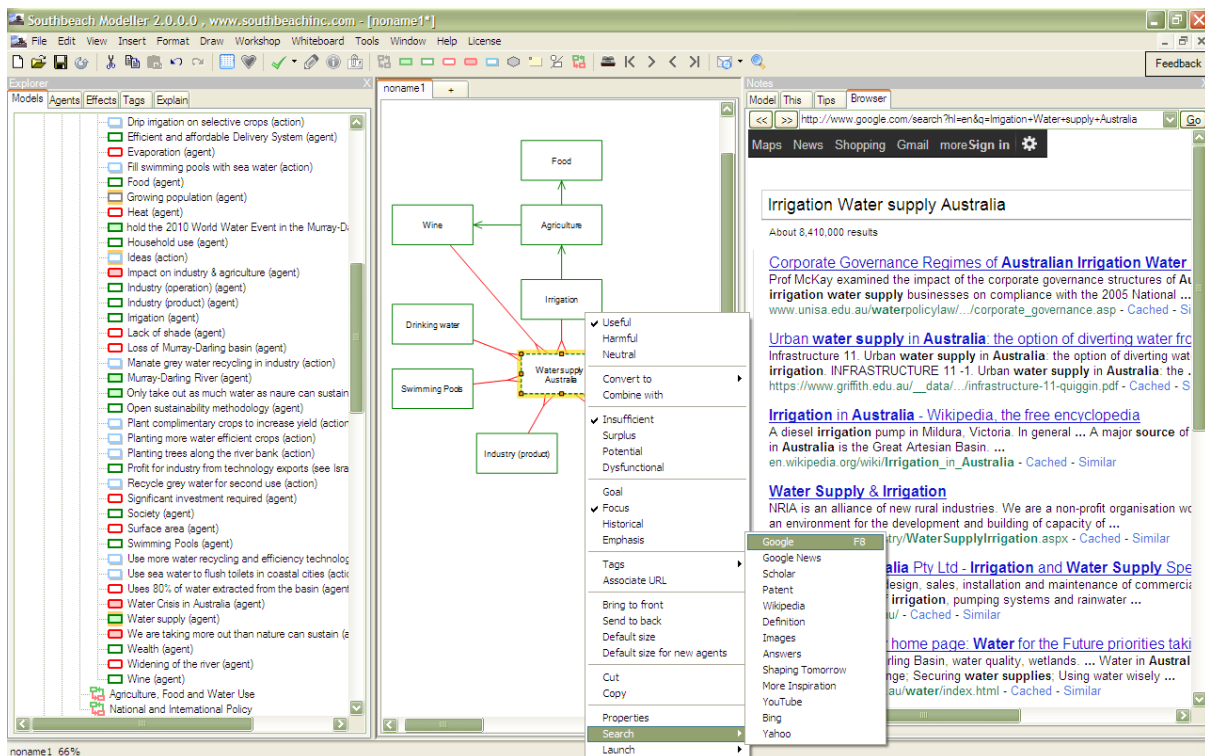 Southbeach Modeller 2.0.0.0 , www.southbeachinc.com - [noname1*]
File Edit View Insert Format Draw Workshop Whiteboard Tools Window Help License
Feedback
Explorer X
Models Agents Effects Tags Explain
Drip irrigation on selective crops (action)
Efficient and affordable Delivery System (agent)
Evaporation (agent)
Fill swimming pools with sea water (action)
Food (agent)
Growing population (agent)
Heat (agent)
hold the 2010 World Water Event in the Murray-Da
Household use (agent)
Ideas (action)
Impact on industry & agriculture (agent)
Industry (operation) (agent)
Industry (product) (agent)
Irrigation (agent)
Lack of shade (agent)
Loss of Murray-Darling basin (agent)
Manate grey water recycling in industry (action)
Murray-Darling River (agent)
Only take out as much water as naure can sustain
Open sustainability methodology (agent)
Plant complimentary crops to increase yield (action
Planting more water efficient crops (action)
Planting trees along the river bank (action)
Profit for industry from technology exports (see Isra
Recycle grey water for second use (action)
Significant investment required (agent)
Society (agent)
Surface area (agent)
Swimming Pools (agent)
Use more water recycling and efficiency technolog
Use sea water to flush toilets in coastal cities (actic
Uses 80% of water extracted from the basin (agent
Water Crisis in Australia (agent)
Water supply (agent)
We are taking more out than nature can sustain (a
Wealth (agent)
Widening of the river (agent)
Wine (agent)
Agriculture, Food and Water Use
National and International Policy
noname1 66%
noname1 +
Food
Wine
Agriculture
Irrigation
Drinking water
Water supply
Australia
Swimming Pools
Industry (product)
Useful
Harmful
Neutral
Convert to
Combine with
Insufficient
Surplus
Potential
Dysfunctional
Goal
Focus
Historical
Emphasis
Tags
Associate URL
Bring to front
Send to back
Default size
Default size for new agents
Cut
Copy
Properties
Search
Launch
Google F8
Google News
Scholar
Patent
Wikipedia
Definition
Images
Answers
Shaping Tomorrow
More Inspiration
YouTube
Bing
Yahoo
Notes
Model This Tips Browser
<< >> http://www.google.com/search?hl=en&q=Irrigation+Water+supply+Australia Go
Maps News Shopping Gmail more Sign in
Irrigation Water supply Australia
About 8,410,000 results
Corporate Governance Regimes of Australian Irrigation Water
Prof McKay examined the impact of the corporate governance structures of Au
irrigation water supply businesses on compliance with the 2005 National ...
www.unisa.edu.au/waterpolicylaw/.../corporate_governance.asp - Cached - Si
Urban water supply in Australia: the option of diverting water fro
Infrastructure 11. Urban water supply in Australia: the option of diverting wat
irrigation. INFRASTRUCTURE 11 -1. Urban water supply in Australia: the .
https://www.griffith.edu.au/__data/.../infrastructure-11-quiggin.pdf - Cached - S
Irrigation in Australia - Wikipedia, the free encyclopedia
A diesel irrigation pump in Mildura, Victoria. In general ... A major source of
in Australia is the Great Artesian Basin. ...
en.wikipedia.org/wiki/Irrigation_in_Australia - Cached - Similar
Water Supply & Irrigation
NRIA is an alliance of new rural industries. We are a non-profit organisation wo
an environment for the development and building of capacity of ...
try/WaterSupplyIrrigation.aspx - Cached - Similar
alia Pty Ltd - Irrigation and Water Supply Spe
design, sales, installation and maintenance of commercia
irrigation, pumping systems and rainwater ...
au/ - Cached - Similar
home page: Water for the Future priorities taki
rling Basin, water quality, wetlands. ... Water in Austral
nge; Securing water supplies; Using water wisely ...
au/water/index.html - Cached - Similar